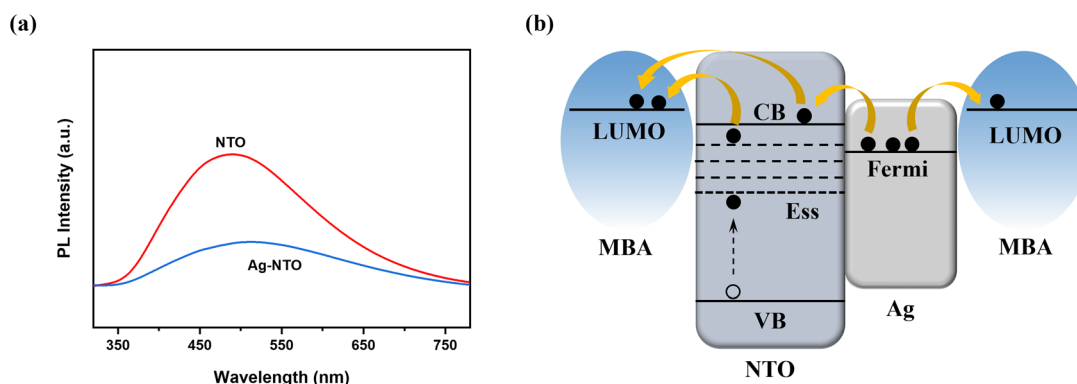 (a)
PL Intensity (a.u.)
NTO
Ag-NTO
350 450 550 650 750
Wavelength (nm)
(b)
LUMO
MBA
CB
Ess
VB
NTO
Fermi
Ag
LUMO
MBA